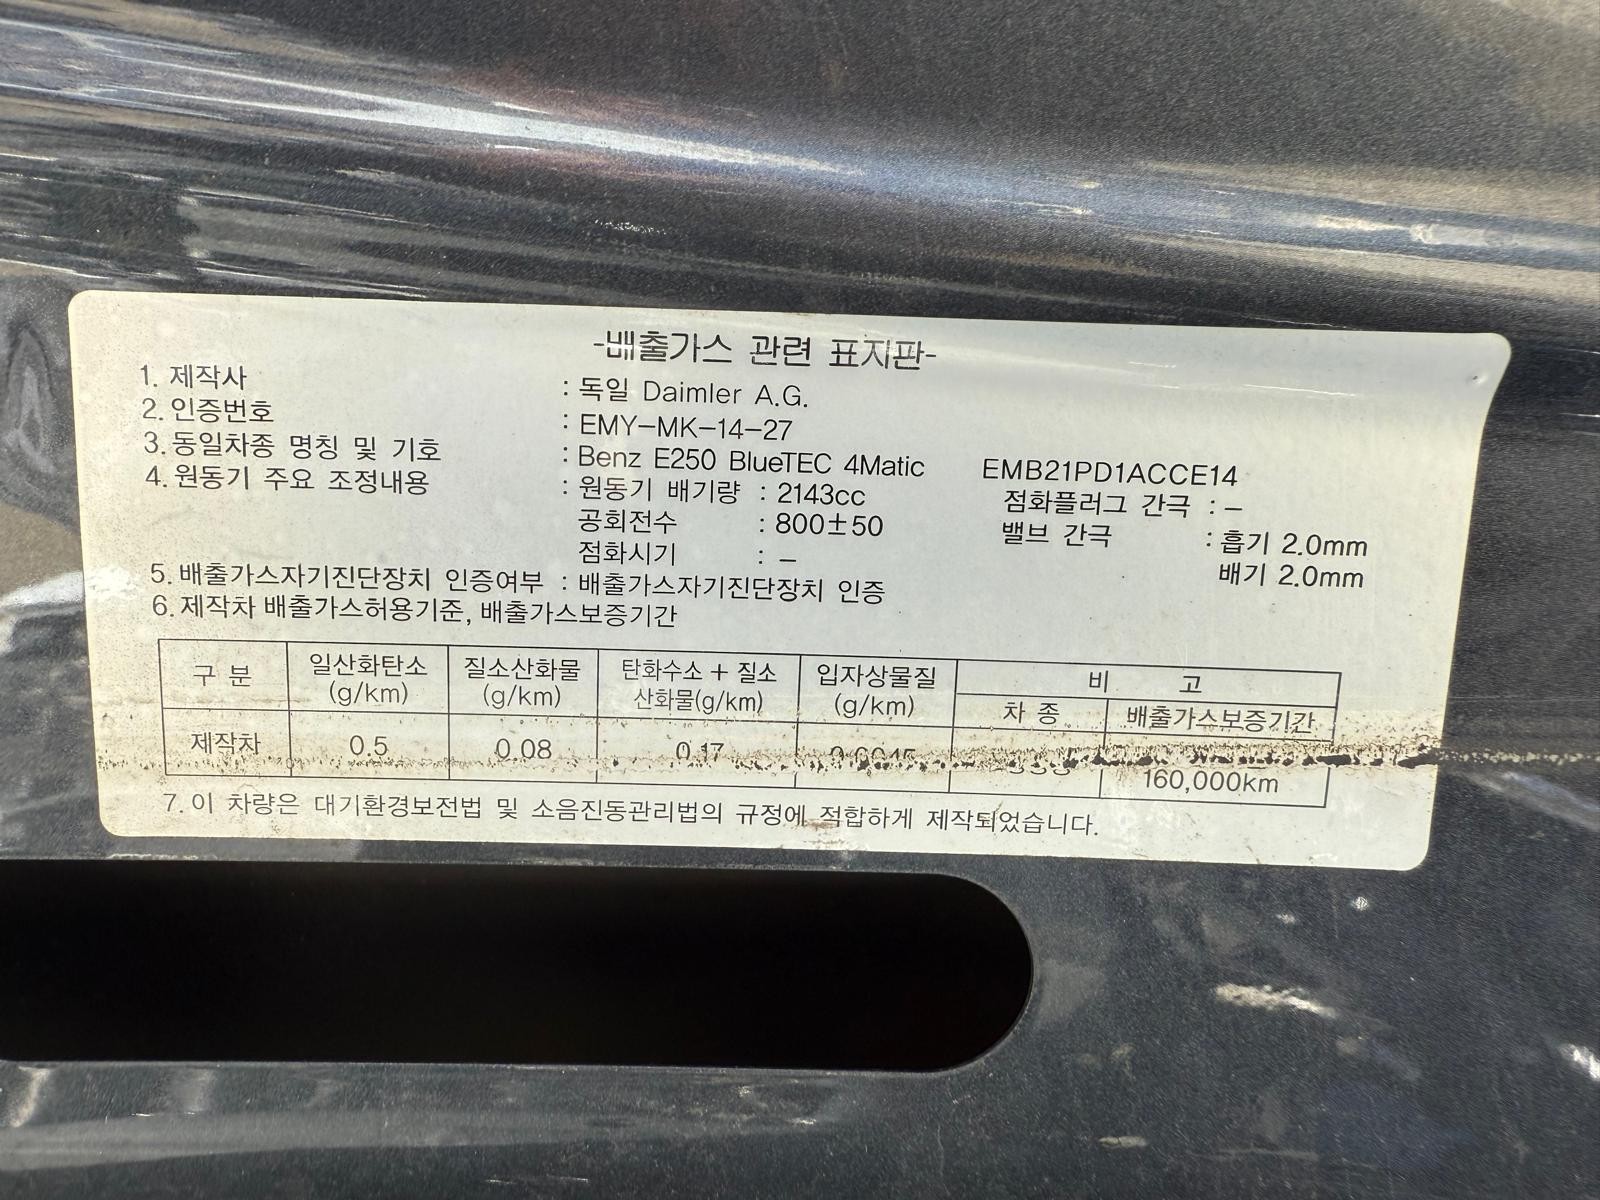 -배출가스 관련 표지판-
1. 제작사 : 독일 Daimler A.G.
2. 인증번호 : EMY-MK-14-27
3. 동일차종 명칭 및 기호 : Benz E250 BlueTEC 4Matic EMB21PD1ACCE14
4. 원동기 주요 조정내용 : 원동기 배기량 : 2143cc 점화플러그 간극 : -
공회전수 : 800±50 밸브 간극 : 흡기 2.0mm
점화시기 : - 배기 2.0mm
5. 배출가스자기진단장치 인증여부 : 배출가스자기진단장치 인증
6. 제작차 배출가스허용기준, 배출가스보증기간
구 분 일산화탄소 (g/km) 질소산화물 (g/km) 탄화수소 + 질소 산화물(g/km) 입자상물질 (g/km) 비 고
차 종 배출가스보증기간
제작차 0.5 0.08 0.17
160,000km
7. 이 차량은 대기환경보전법 및 소음진동관리법의 규정에 적합하게 제작되었습니다.